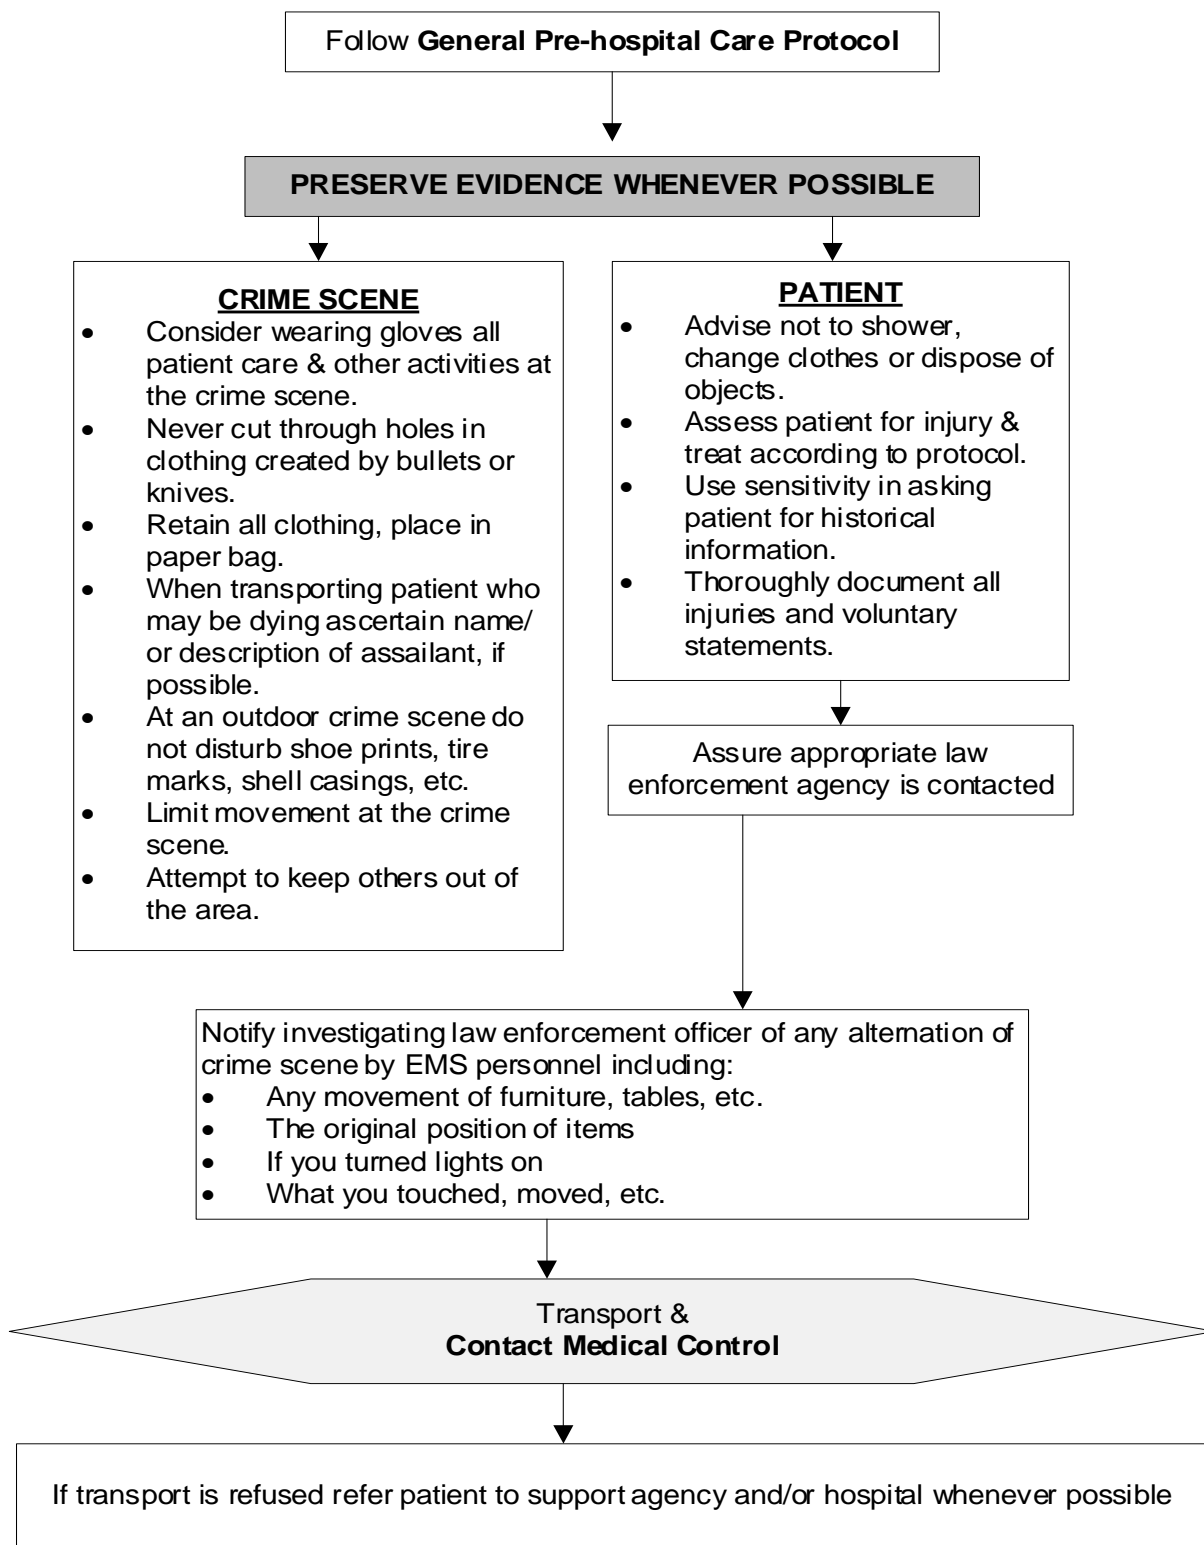 Follow General Pre-hospital Care Protocol
PRESERVE EVIDENCE WHENEVER POSSIBLE
CRIME SCENE
• Consider wearing gloves all
patient care & other activities at
the crime scene.
• Never cut through holes in
clothing created by bullets or
knives.
• Retain all clothing, place in
paper bag.
• When transporting patient who
may be dying ascertain name/
or description of assailant, if
possible.
• At an outdoor crime scene do
not disturb shoe prints, tire
marks, shell casings, etc.
• Limit movement at the crime
scene.
• Attempt to keep others out of
the area.
PATIENT
• Advise not to shower,
change clothes or dispose of
objects.
• Assess patient for injury &
treat according to protocol.
• Use sensitivity in asking
patient for historical
information.
• Thoroughly document all
injuries and voluntary
statements.
Assure appropriate law
enforcement agency is contacted
Notify investigating law enforcement officer of any alternation of
crime scene by EMS personnel including:
• Any movement of furniture, tables, etc.
• The original position of items
• If you turned lights on
• What you touched, moved, etc.
Transport &
Contact Medical Control
If transport is refused refer patient to support agency and/or hospital whenever possible